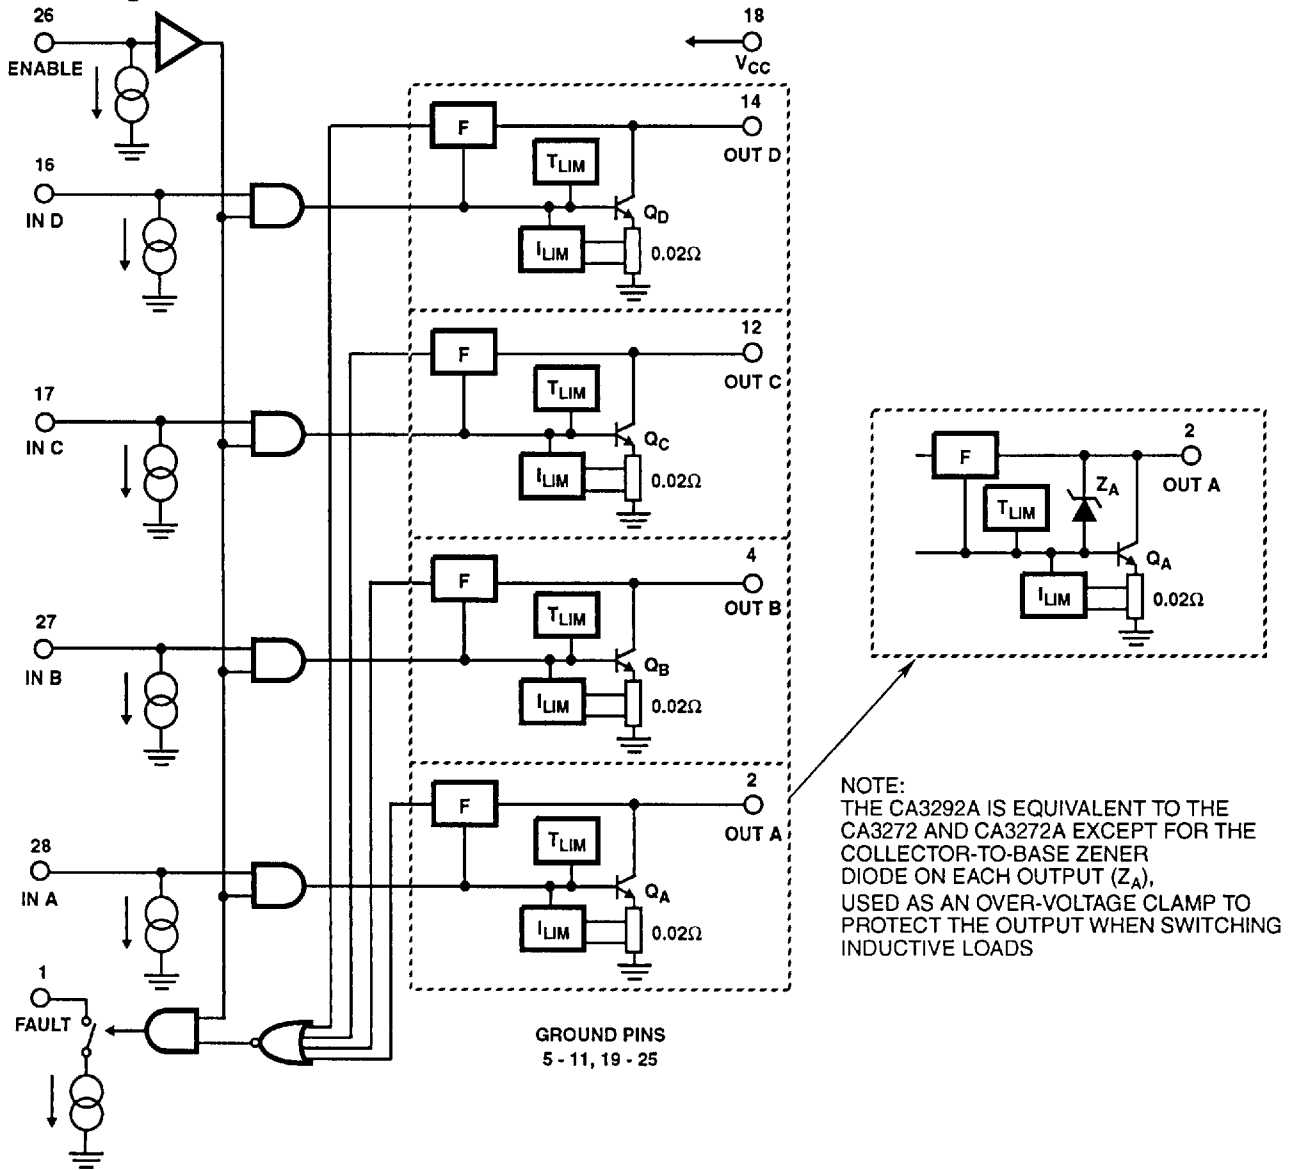 26
ENABLE
18
VCC
14
F
OUT D
TLIM
16
IN D
QD
ILIM
0.02Ω
12
F
OUT C
TLIM
17
IN C
QC
ILIM
0.02Ω
2
F
ZA
OUT A
TLIM
QA
ILIM
0.02Ω
4
F
OUT B
TLIM
27
IN B
QB
ILIM
0.02Ω
2
F
OUT A
TLIM
28
IN A
QA
ILIM
0.02Ω
NOTE:
THE CA3292A IS EQUIVALENT TO THE
CA3272 AND CA3272A EXCEPT FOR THE
COLLECTOR-TO-BASE ZENER
DIODE ON EACH OUTPUT (ZA),
USED AS AN OVER-VOLTAGE CLAMP TO
PROTECT THE OUTPUT WHEN SWITCHING
INDUCTIVE LOADS
1
FAULT
GROUND PINS
5 - 11, 19 - 25